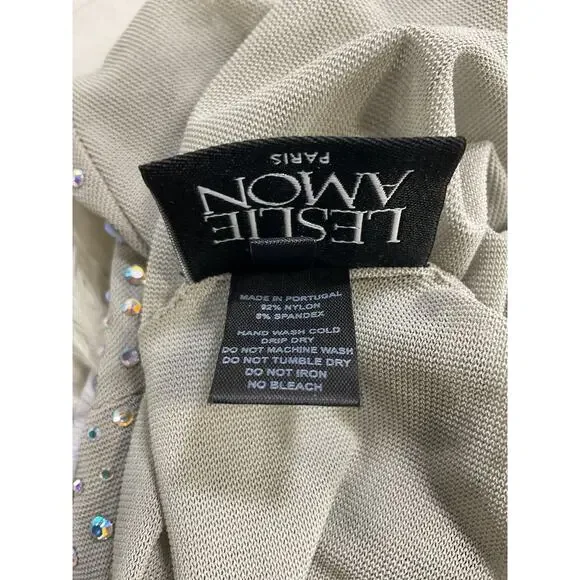 LESLIE
AMON
PARIS
MADE IN PORTUGAL
92% NYLON
8% SPANDEX
HAND WASH COLD
DRIP DRY
DO NOT MACHINE WASH
DO NOT TUMBLE DRY
DO NOT IRON
NO BLEACH